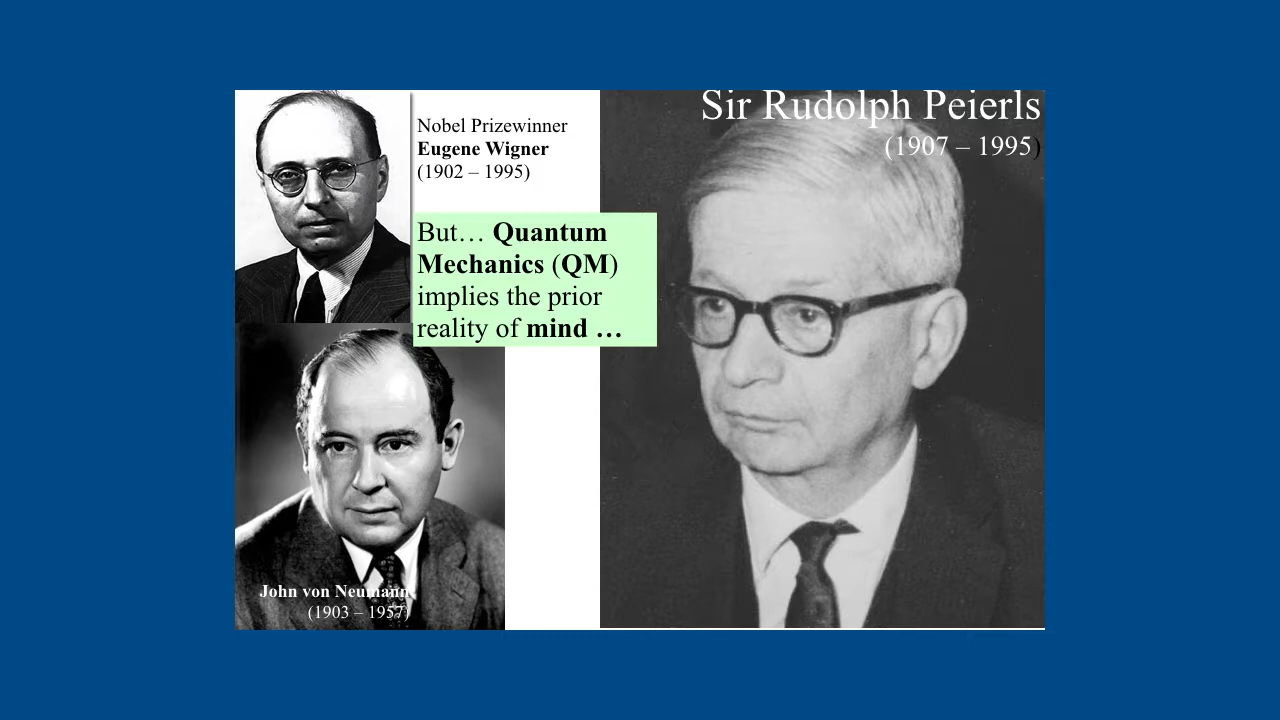 Nobel Prizewinner
Eugene Wigner
(1902 – 1995)
But… Quantum
Mechanics (QM)
implies the prior
reality of mind …
John von Neumann
(1903 – 1957)
Sir Rudolph Peierls
(1907 – 1995)